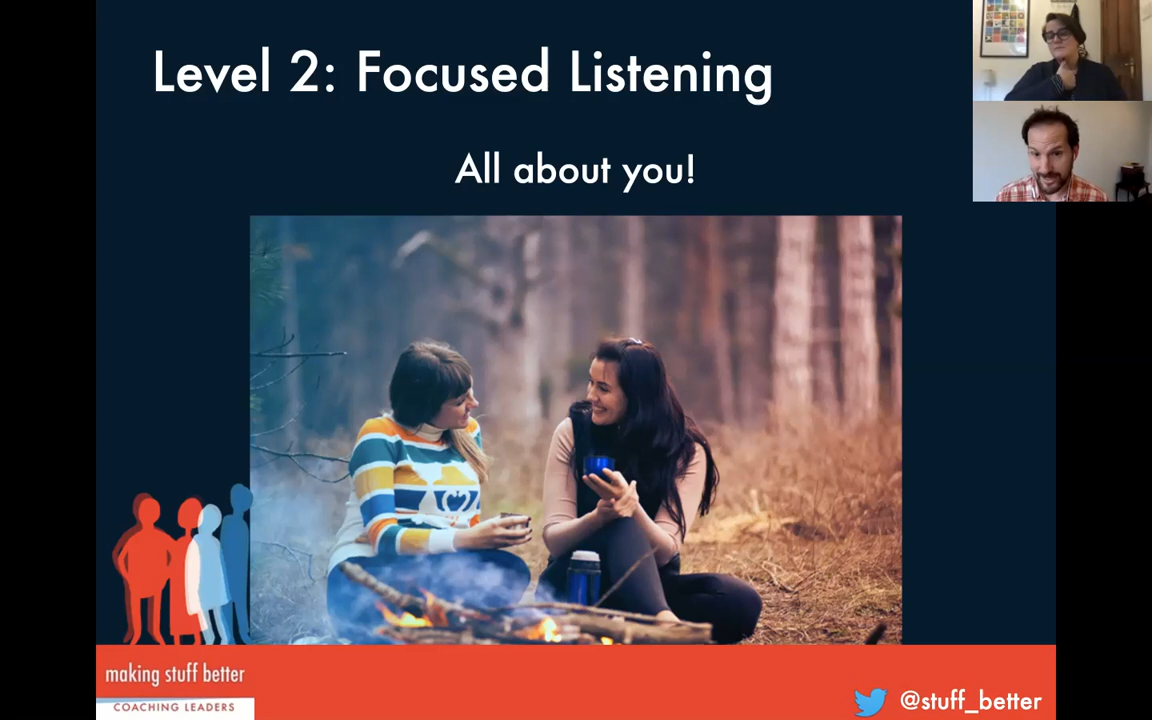 Level 2: Focused Listening
All about you!
making stuff better
COACHING LEADERS
@stuff_better